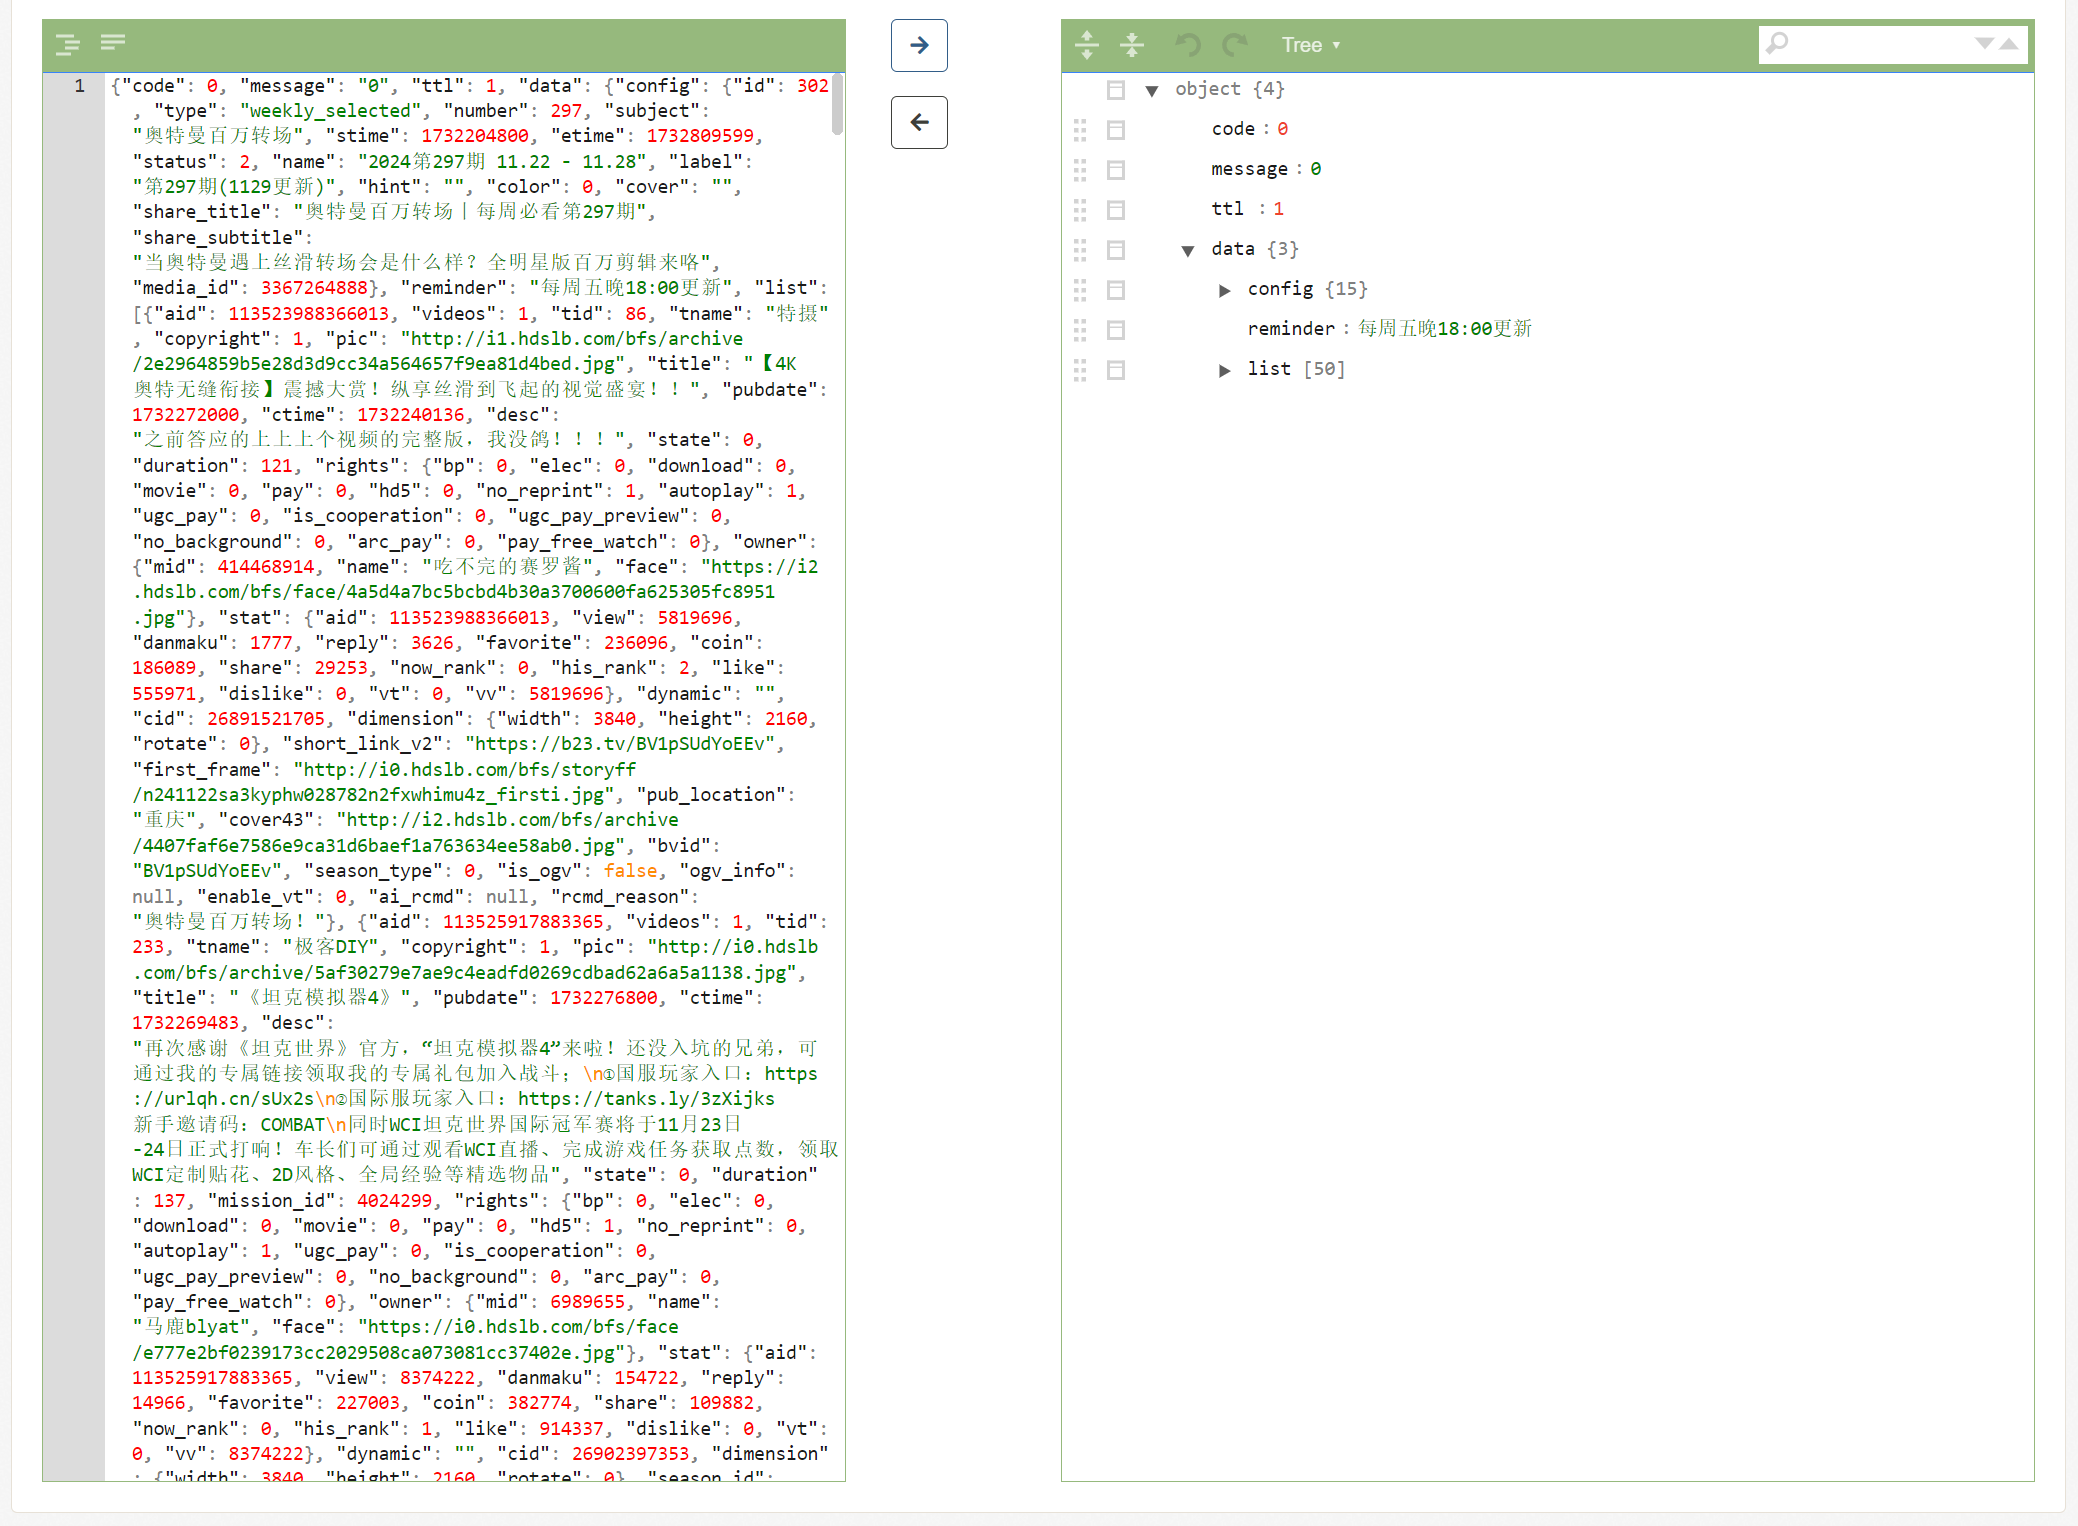 1 {"code": 0, "message": "0", "ttl": 1, "data": {"config": {"id": 302
, "type": "weekly_selected", "number": 297, "subject":
"奥特曼百万转场", "stime": 1732204800, "etime": 1732809599,
"status": 2, "name": "2024第297期 11.22 - 11.28", "label":
"第297期(1129更新)", "hint": "", "color": 0, "cover": "",
"share_title": "奥特曼百万转场丨每周必看第297期",
"share_subtitle":
"当奥特曼遇上丝滑转场会是什么样？全明星版百万剪辑来咯",
"media_id": 3367264888}, "reminder": "每周五晚18:00更新", "list":
[{"aid": 113523988366013, "videos": 1, "tid": 86, "tname": "特摄"
, "copyright": 1, "pic": "http://i1.hdslb.com/bfs/archive
/2e2964859b5e28d3d9cc34a564657f9ea81d4bed.jpg", "title": "【4K
奥特无缝衔接】震撼大赏！纵享丝滑到飞起的视觉盛宴！！", "pubdate":
1732272000, "ctime": 1732240136, "desc":
"之前答应的上上上个视频的完整版，我没鸽！！！", "state": 0,
"duration": 121, "rights": {"bp": 0, "elec": 0, "download": 0,
"movie": 0, "pay": 0, "hd5": 0, "no_reprint": 1, "autoplay": 1,
"ugc_pay": 0, "is_cooperation": 0, "ugc_pay_preview": 0,
"no_background": 0, "arc_pay": 0, "pay_free_watch": 0}, "owner":
{"mid": 414468914, "name": "吃不完的赛罗酱", "face": "https://i2
.hdslb.com/bfs/face/4a5d4a7bc5bcbd4b30a3700600fa625305fc8951
.jpg"}, "stat": {"aid": 113523988366013, "view": 5819696,
"danmaku": 1777, "reply": 3626, "favorite": 236096, "coin":
186089, "share": 29253, "now_rank": 0, "his_rank": 2, "like":
555971, "dislike": 0, "vt": 0, "vv": 5819696}, "dynamic": "",
"cid": 26891521705, "dimension": {"width": 3840, "height": 2160,
"rotate": 0}, "short_link_v2": "https://b23.tv/BV1pSUdYoEEv",
"first_frame": "http://i0.hdslb.com/bfs/storyff
/n241122sa3kyphw028782n2fxwhimu4z_firsti.jpg", "pub_location":
"重庆", "cover43": "http://i2.hdslb.com/bfs/archive
/4407faf6e7586e9ca31d6baef1a763634ee58ab0.jpg", "bvid":
"BV1pSUdYoEEv", "season_type": 0, "is_ogv": false, "ogv_info":
null, "enable_vt": 0, "ai_rcmd": null, "rcmd_reason":
"奥特曼百万转场！"}, {"aid": 113525917883365, "videos": 1, "tid":
233, "tname": "极客DIY", "copyright": 1, "pic": "http://i0.hdslb
.com/bfs/archive/5af30279e7ae9c4eadfd0269cdbad62a6a5a1138.jpg",
"title": "《坦克模拟器4》", "pubdate": 1732276800, "ctime":
1732269483, "desc":
"再次感谢《坦克世界》官方，“坦克模拟器4”来啦！还没入坑的兄弟，可
通过我的专属链接领取我的专属礼包加入战斗；\n①国服玩家入口：https
://urlqh.cn/sUx2s\n②国际服玩家入口：https://tanks.ly/3zXijks
新手邀请码：COMBAT\n同时WCI坦克世界国际冠军赛将于11月23日
-24日正式打响！车长们可通过观看WCI直播、完成游戏任务获取点数，领取
WCI定制贴花、2D风格、全局经验等精选物品", "state": 0, "duration"
: 137, "mission_id": 4024299, "rights": {"bp": 0, "elec": 0,
"download": 0, "movie": 0, "pay": 0, "hd5": 1, "no_reprint": 0,
"autoplay": 1, "ugc_pay": 0, "is_cooperation": 0,
"ugc_pay_preview": 0, "no_background": 0, "arc_pay": 0,
"pay_free_watch": 0}, "owner": {"mid": 6989655, "name":
"马鹿blyat", "face": "https://i0.hdslb.com/bfs/face
/e777e2bf0239173cc2029508ca073081cc37402e.jpg"}, "stat": {"aid":
113525917883365, "view": 8374222, "danmaku": 154722, "reply":
14966, "favorite": 227003, "coin": 382774, "share": 109882,
"now_rank": 0, "his_rank": 1, "like": 914337, "dislike": 0, "vt":
0, "vv": 8374222}, "dynamic": "", "cid": 26902397353, "dimension"
: {"width": 3840, "height": 2160, "rotate": 0}, "season_id":
Tree
object {4}
code : 0
message : 0
ttl : 1
data {3}
config {15}
reminder : 每周五晚18:00更新
list [50]